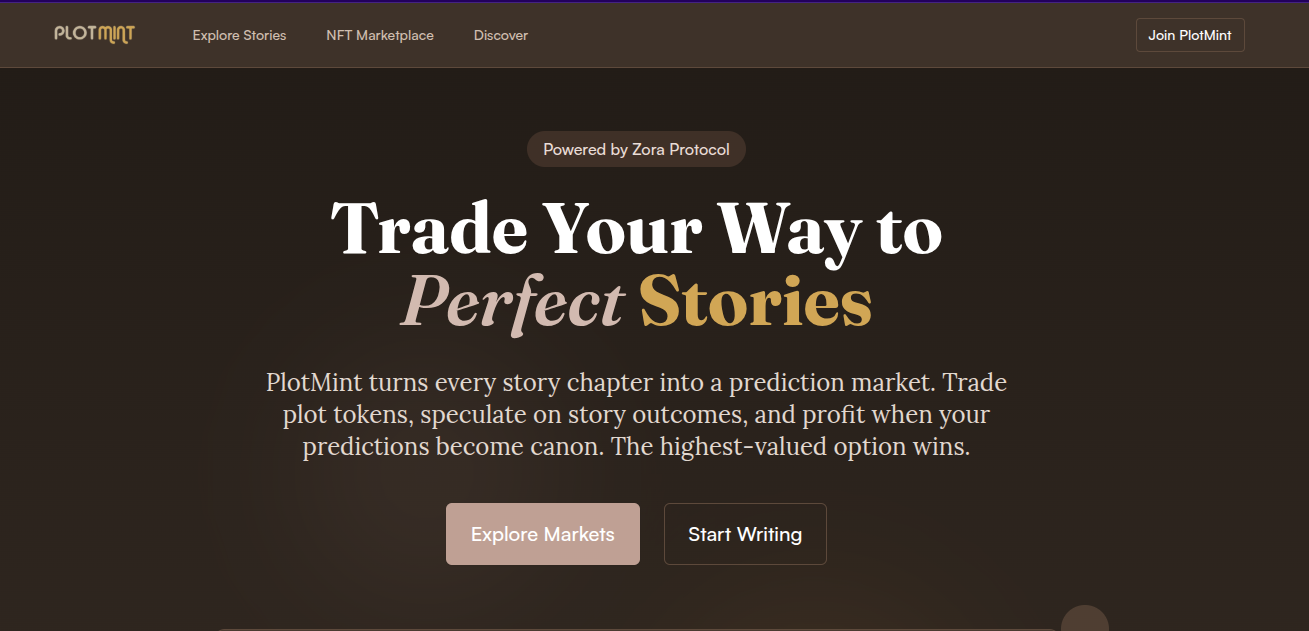 PLOTMINT
Explore Stories
NFT Marketplace
Discover
Join PlotMint
Powered by Zora Protocol
Trade Your Way to
Perfect Stories
PlotMint turns every story chapter into a prediction market. Trade
plot tokens, speculate on story outcomes, and profit when your
predictions become canon. The highest-valued option wins.
Explore Markets
Start Writing